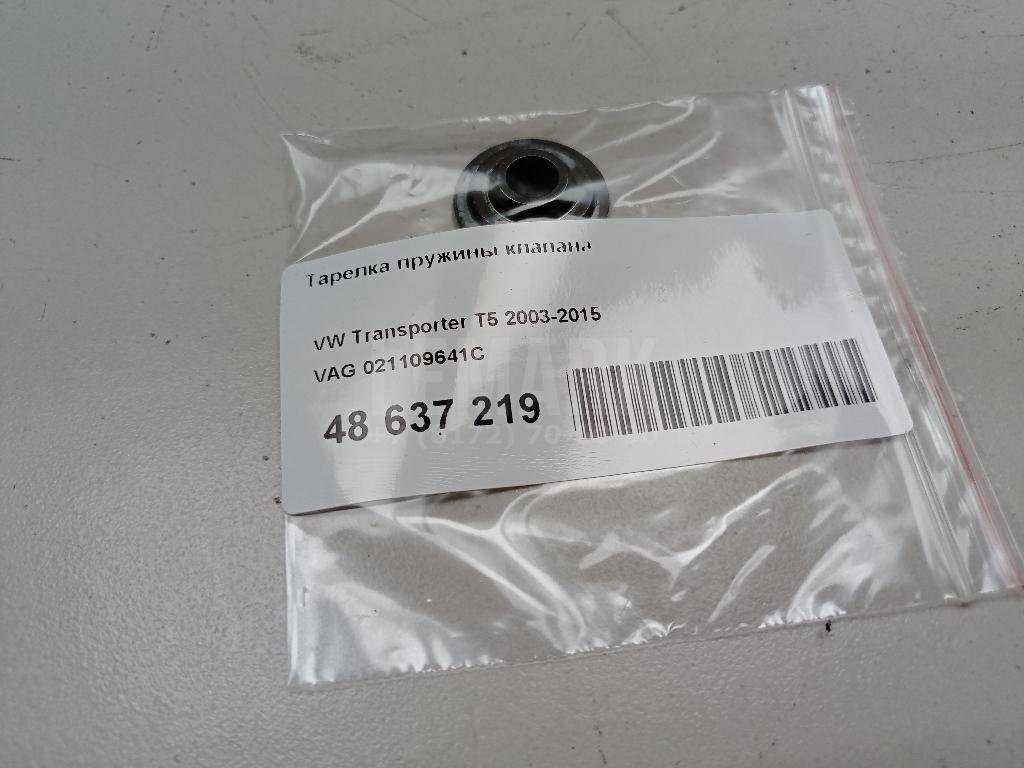 Тарелка пружины клапана
VW Transporter T5 2003-2015
VAG 021109641C
48 637 219